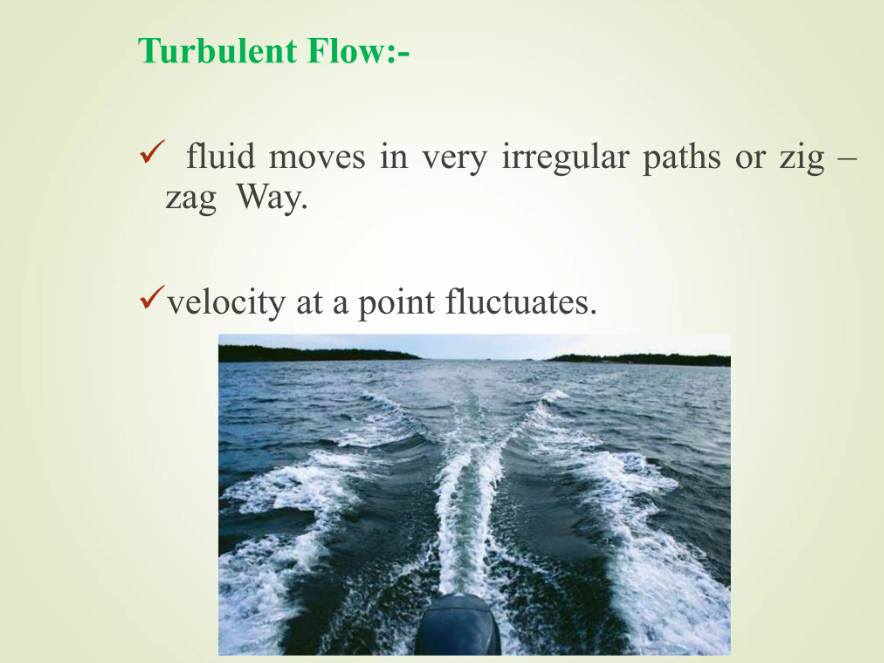 Turbulent Flow:-
✓ fluid moves in very irregular paths or zig –
zag Way.
✓velocity at a point fluctuates.